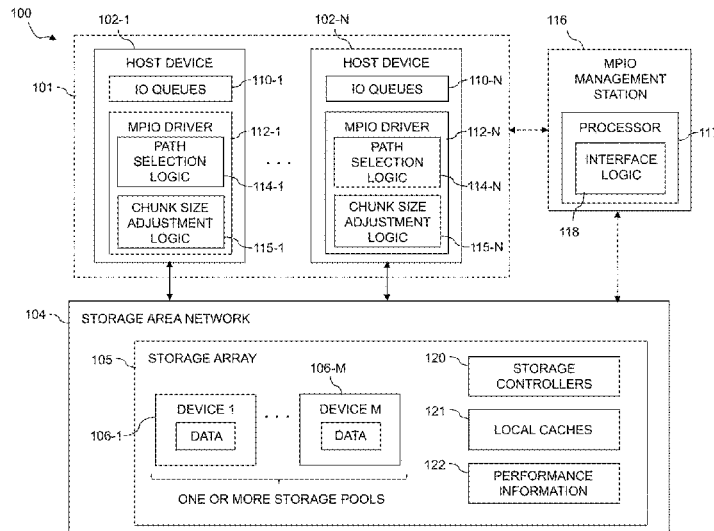 100
101
102-1
HOST DEVICE
IO QUEUES
110-1
MPIO DRIVER
112-1
PATH
SELECTION
LOGIC
114-1
CHUNK SIZE
ADJUSTMENT
LOGIC
115-1
. . .
102-N
HOST DEVICE
IO QUEUES
110-N
MPIO DRIVER
112-N
PATH
SELECTION
LOGIC
114-N
CHUNK SIZE
ADJUSTMENT
LOGIC
115-N
116
MPIO
MANAGEMENT
STATION
PROCESSOR
117
INTERFACE
LOGIC
118
104
STORAGE AREA NETWORK
105
STORAGE ARRAY
106-1
DEVICE 1
DATA
. . .
106-M
DEVICE M
DATA
ONE OR MORE STORAGE POOLS
120
STORAGE
CONTROLLERS
121
LOCAL CACHES
122
PERFORMANCE
INFORMATION